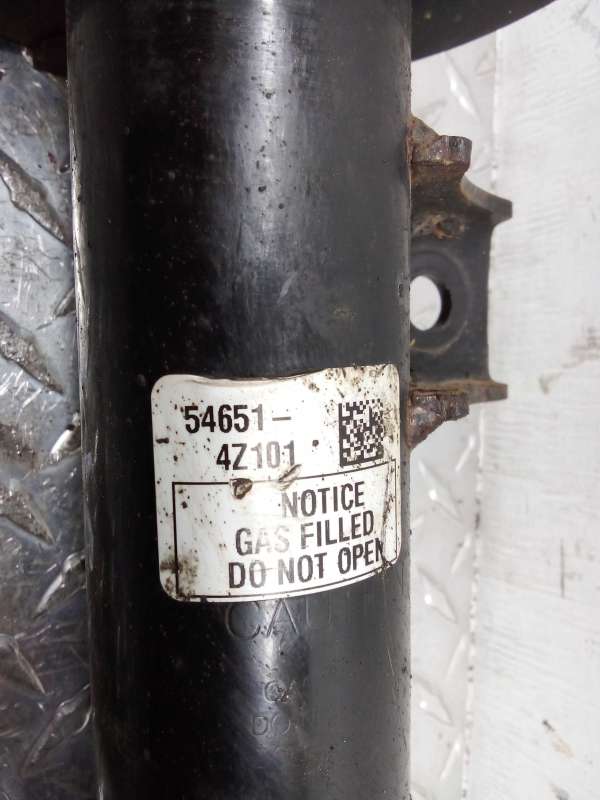 54651-
4Z101
NOTICE
GAS FILLED
DO NOT OPEN